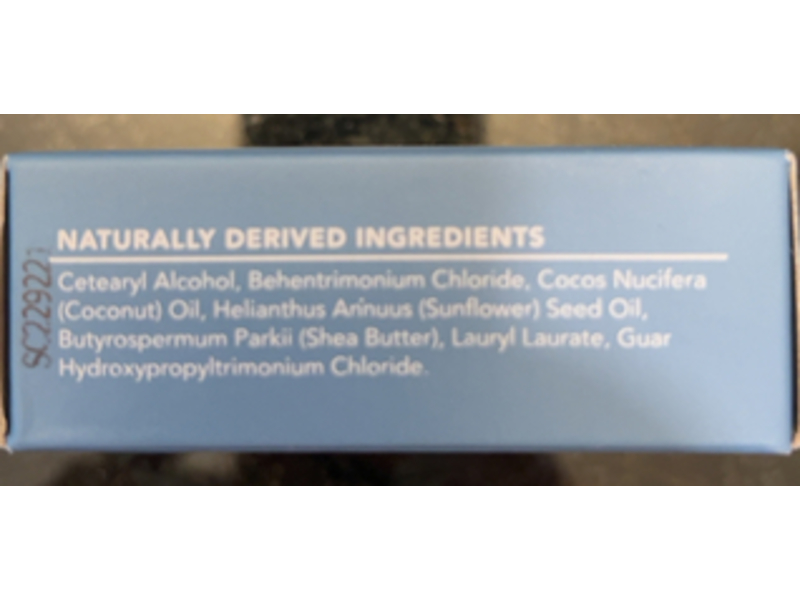 NATURALLY DERIVED INGREDIENTS
Cetearyl Alcohol, Behentrimonium Chloride, Cocos Nucifera
(Coconut) Oil, Helianthus Arinuus (Sunflower) Seed Oil,
Butyrospermum Parkii (Shea Butter), Lauryl Laurate, Guar
Hydroxypropyltrimonium Chloride.
SC229221